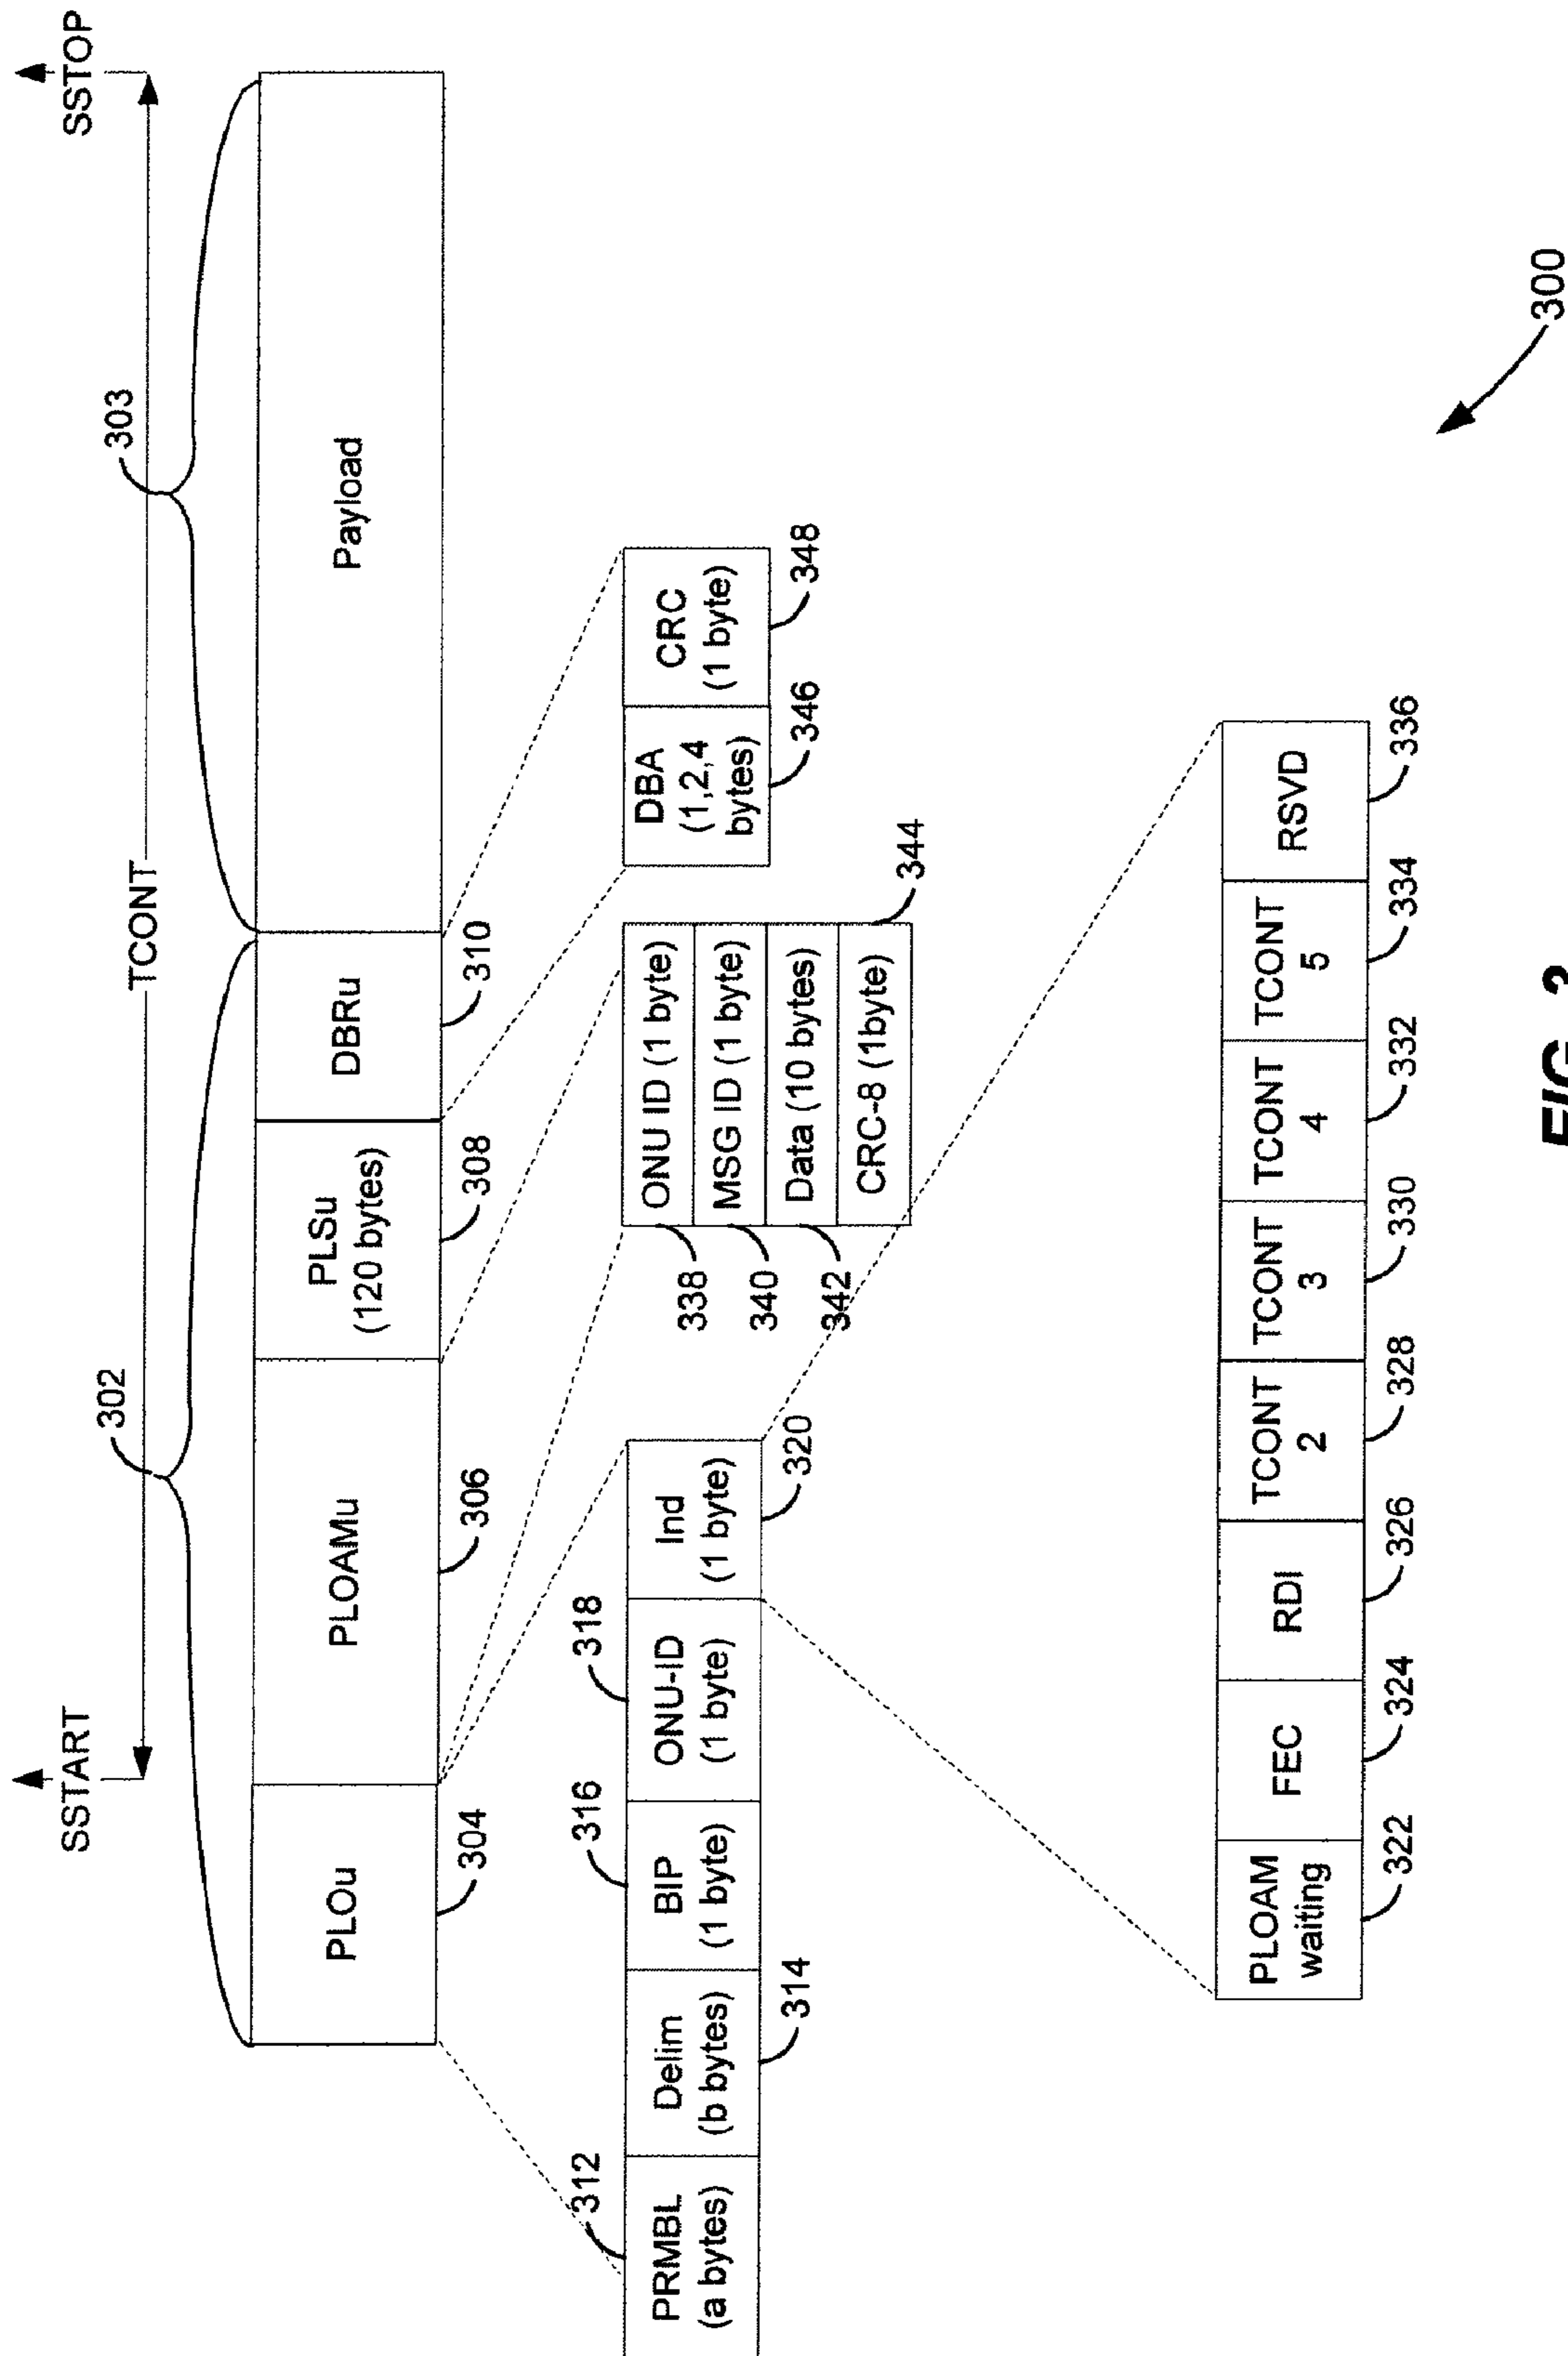 SSTART
TCONT
SSTOP
302
303
PLOu
PLOAMu
PLSu
(120 bytes)
DBRu
Payload
304
306
308
310
312
316
318
PRMBL
(a bytes)
Delim
(b bytes)
BIP
(1 byte)
ONU-ID
(1 byte)
Ind
(1 byte)
314
320
ONU ID (1 byte)
MSG ID (1 byte)
Data (10 bytes)
CRC-8 (1byte)
338
340
342
344
DBA
(1,2,4
bytes)
CRC
(1 byte)
346
348
PLOAM
waiting
FEC
RDI
TCONT
2
TCONT
3
TCONT
4
TCONT
5
RSVD
322
324
326
328
330
332
334
336
300
FIG. 3